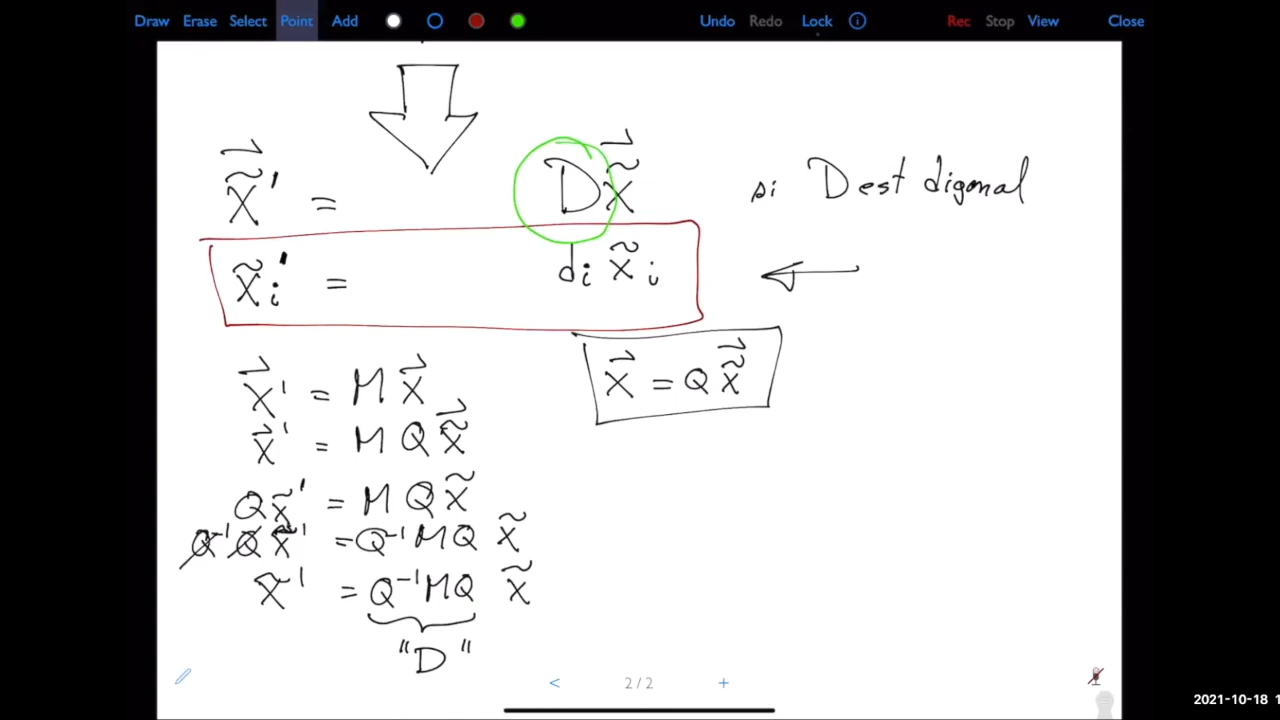 Draw Erase Select Point Add Undo Redo Lock Rec Stop View Close
X̃⃗' = D X̃⃗ si D est digonal
x̃ᵢ' = dᵢ x̃ᵢ
X⃗ = Q X̃⃗
X⃗' = M X⃗
X⃗' = M Q X̃⃗
Q X̃' = M Q X̃
Q⁻¹ Q X̃' = Q⁻¹ M Q X̃
X̃' = Q⁻¹ M Q X̃
"D"
< 2 / 2 +
2021-10-18 1